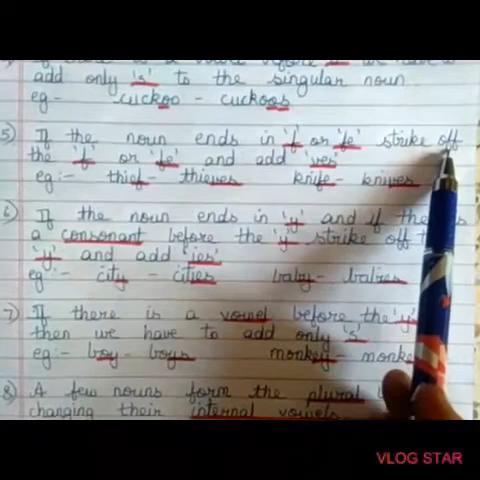 add only 's' to the singular noun
eg- cuckoo - cuckoos
5) If the noun ends in 'f' or 'fe' strike off
the 'f' or 'fe' and add 'ves'
eg:- thief - thieves knife - knives
6) If the noun ends in 'y' and if the
a consonant before the 'y' strike off
'y' and add 'ies'
eg:- city - cities baby - babies
7) If there is a vowel before the 'y'
then we have to add only 's'
eg:- boy - boys monkey - monke
8) A few nouns form the plural
changing their internal vowels
VLOG STAR